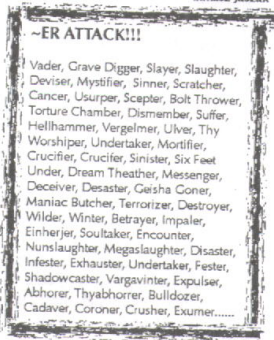 ~ER ATTACK!!!
Vader, Grave Digger, Slayer, Slaughter,
Deviser, Mystifier, Sinner, Scratcher,
Cancer, Usurper, Scepter, Bolt Thrower,
Torture Chamber, Dismember, Suffer,
Hellhammer, Vergelmer, Ulver, Thy
Worshiper, Undertaker, Mortifier,
Crucifier, Crucifer, Sinister, Six Feet
Under, Dream Theather, Messenger,
Deceiver, Desaster, Geisha Goner,
Maniac Butcher, Terrorizer, Destroyer,
Wilder, Winter, Betrayer, Impaler,
Einherjer, Soultaker, Encounter,
Nunslaughter, Megaslaughter, Disaster,
Infester, Exhauster, Undertaker, Fester,
Shadowcaster, Vargavinter, Expulser,
Abhorer, Thyabhorrer, Bulldozer,
Cadaver, Coroner, Crusher, Exumer......